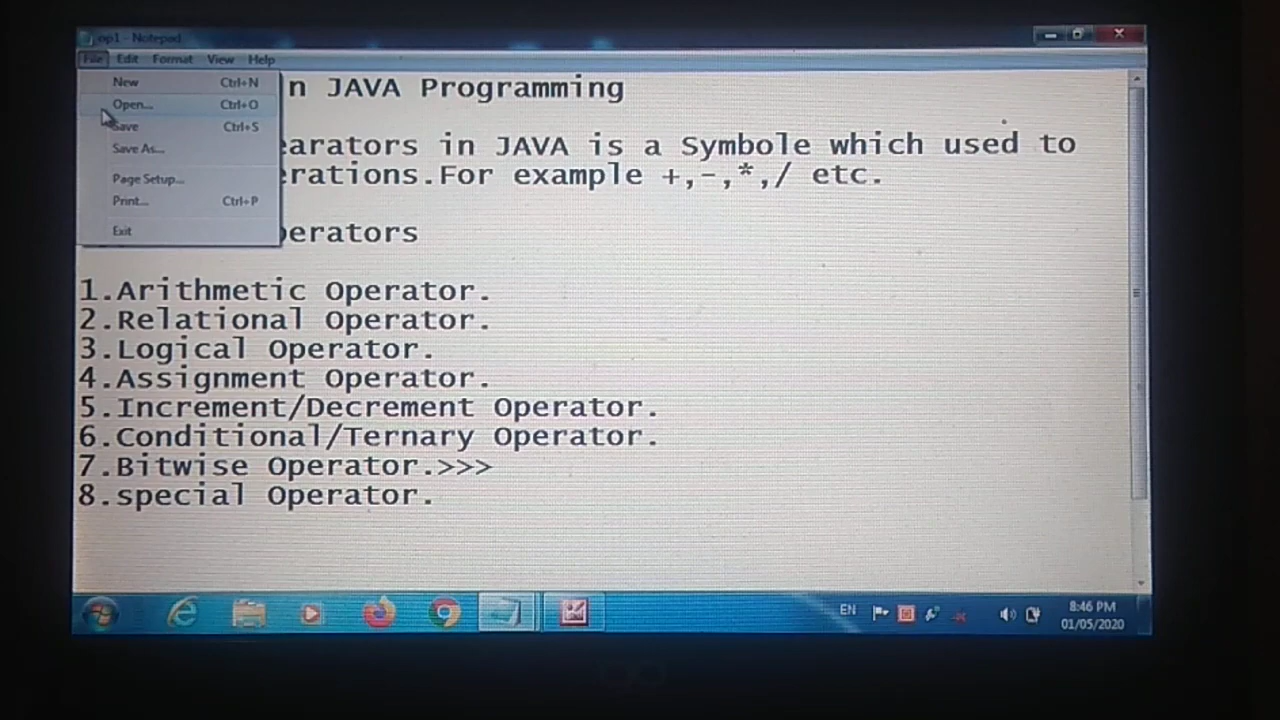 op1 - Notepad
File Edit Format View Help
New Ctrl+N
Open... Ctrl+O
Save Ctrl+S
Save As...
Page Setup...
Print... Ctrl+P
Exit
n JAVA Programming
arators in JAVA is a Symbole which used to
erations.For example +,-,*,/ etc.
perators
1.Arithmetic Operator.
2.Relational Operator.
3.Logical Operator.
4.Assignment Operator.
5.Increment/Decrement Operator.
6.Conditional/Ternary Operator.
7.Bitwise Operator.>>>
8.special Operator.
EN
8:46 PM
01/05/2020